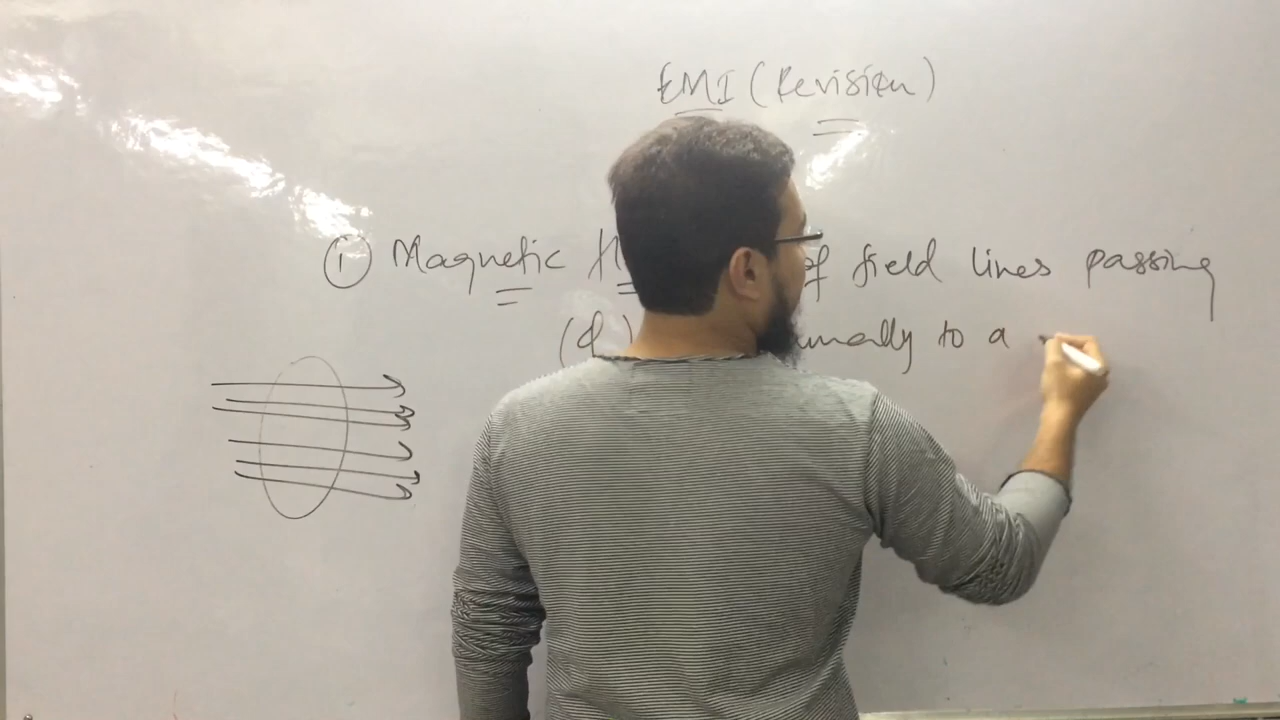 EMI (Revision)
① Magnetic of field lines passing
(φ) to a